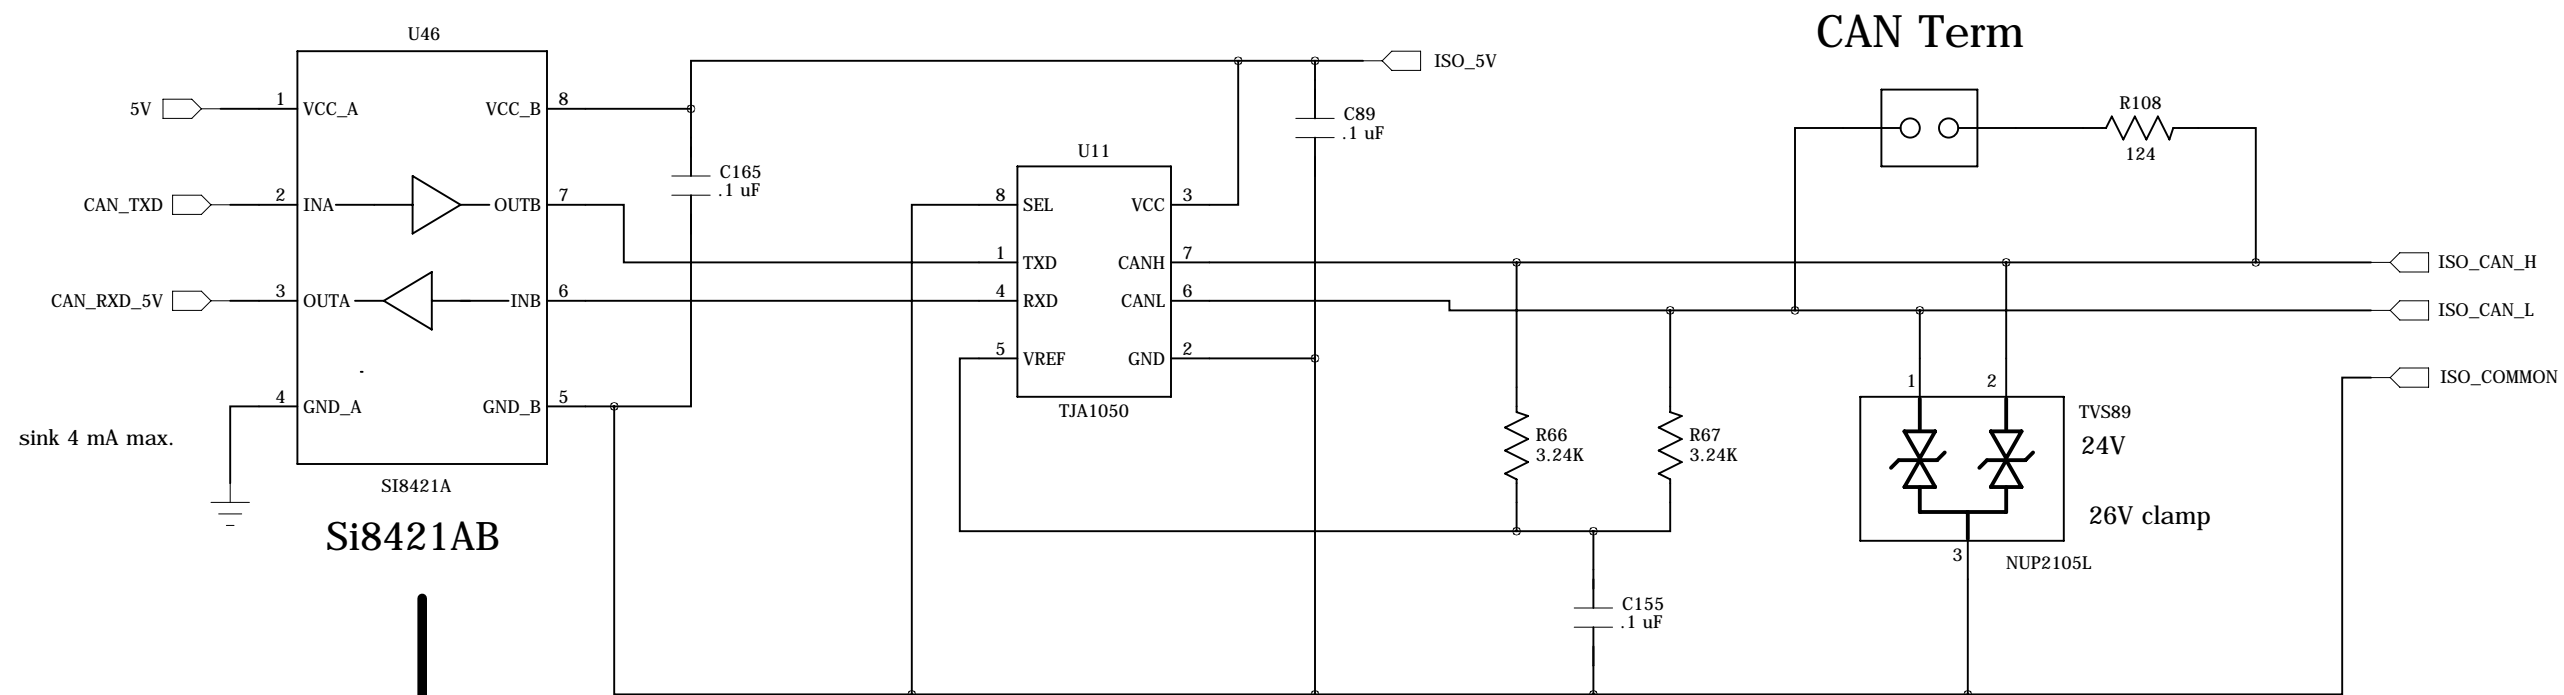 CAN Term
U46
5V
1
VCC_A
VCC_B
8
CAN_TXD
2
INA
OUTB
7
CAN_RXD_5V
3
OUTA
INB
6
4
GND_A
GND_B
5
sink 4 mA max.
SI8421A
Si8421AB
C165
.1 uF
ISO_5V
C89
.1 uF
U11
8
SEL
VCC
3
1
TXD
CANH
7
4
RXD
CANL
6
5
VREF
GND
2
TJA1050
R108
124
ISO_CAN_H
ISO_CAN_L
ISO_COMMON
R66
3.24K
R67
3.24K
1
2
TVS89
24V
26V clamp
3
NUP2105L
C155
.1 uF